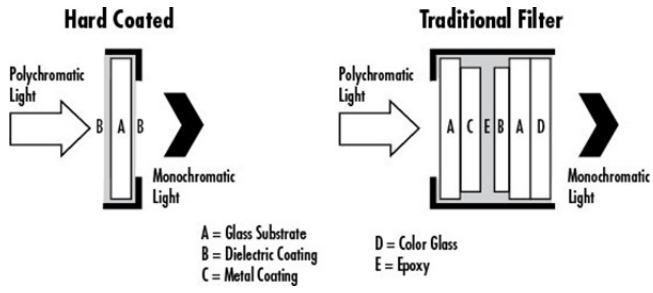 Hard Coated
Polychromatic
Light
B A B
Monochromatic
Light
Traditional Filter
Polychromatic
Light
A C E B A D
Monochromatic
Light
A = Glass Substrate
B = Dielectric Coating
C = Metal Coating
D = Color Glass
E = Epoxy